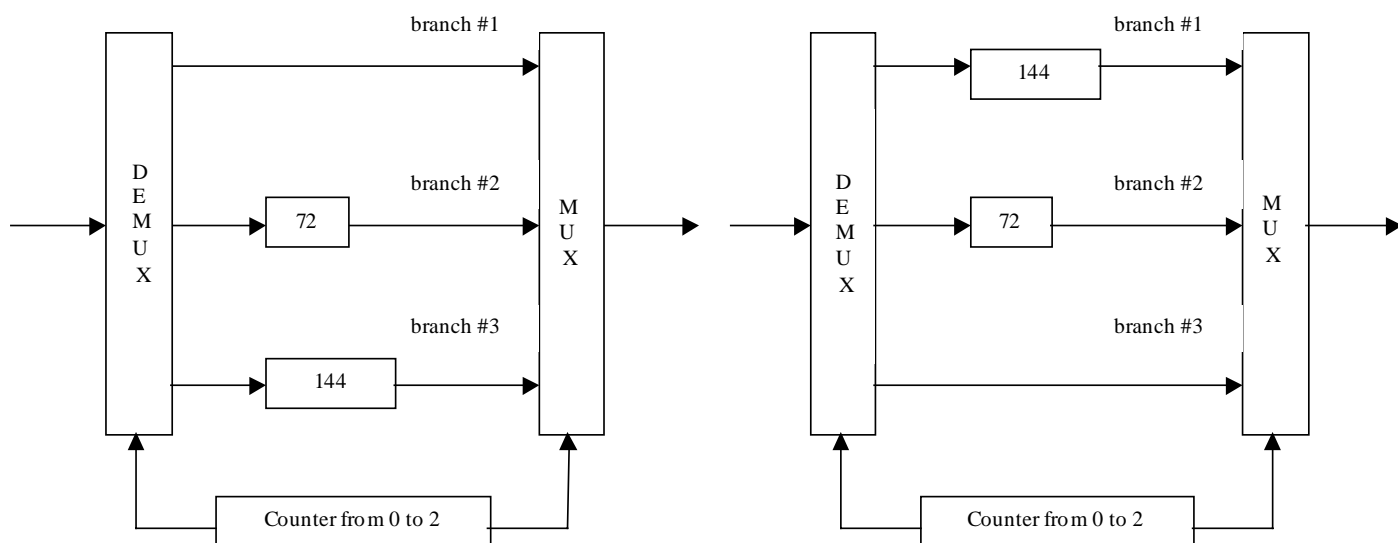 branch #1
D
E
M
U
X
72
branch #2
M
U
X
144
branch #3
Counter from 0 to 2
branch #1
144
D
E
M
U
X
72
branch #2
M
U
X
branch #3
Counter from 0 to 2